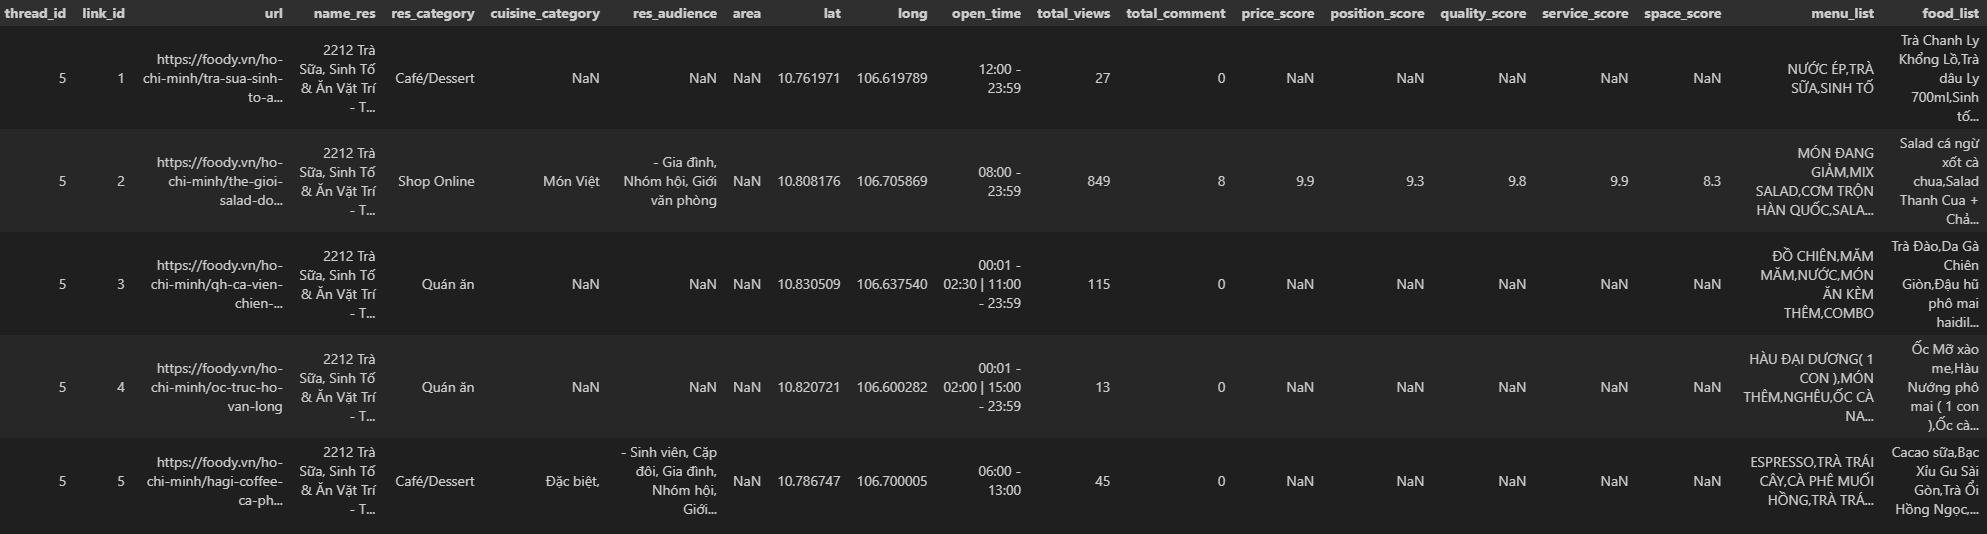 thread_id link_id url name_res res_category cuisine_category res_audience area lat long open_time total_views total_comment price_score position_score quality_score service_score space_score menu_list food_list
5 1 https://foody.vn/ho-chi-minh/tra-sua-sinh-to-a... 2212 Trà Sữa, Sinh Tố & Ăn Vặt Trí - T... Café/Dessert NaN NaN NaN 10.761971 106.619789 12:00 - 23:59 27 0 NaN NaN NaN NaN NaN NƯỚC ÉP,TRÀ SỮA,SINH TỐ Trà Chanh Ly Khổng Lồ,Trà dâu Ly 700ml,Sinh tố...
5 2 https://foody.vn/ho-chi-minh/the-gioi-salad-do... 2212 Trà Sữa, Sinh Tố & Ăn Vặt Trí - T... Shop Online Món Việt - Gia đình, Nhóm hội, Giới văn phòng NaN 10.808176 106.705869 08:00 - 23:59 849 8 9.9 9.3 9.8 9.9 8.3 MÓN ĐANG GIẢM,MIX SALAD,CƠM TRỘN HÀN QUỐC,SALA... Salad cá ngừ xốt cà chua,Salad Thanh Cua + Chả...
5 3 https://foody.vn/ho-chi-minh/qh-ca-vien-chien-... 2212 Trà Sữa, Sinh Tố & Ăn Vặt Trí - T... Quán ăn NaN NaN NaN 10.830509 106.637540 00:01 - 02:30 | 11:00 - 23:59 115 0 NaN NaN NaN NaN NaN ĐỒ CHIÊN,MĂM MĂM,NƯỚC,MÓN ĂN KÈM THÊM,COMBO Trà Đào,Da Gà Chiên Giòn,Đậu hũ phô mai haidil...
5 4 https://foody.vn/ho-chi-minh/oc-truc-ho-van-long 2212 Trà Sữa, Sinh Tố & Ăn Vặt Trí - T... Quán ăn NaN NaN NaN 10.820721 106.600282 00:01 - 02:00 | 15:00 - 23:59 13 0 NaN NaN NaN NaN NaN HÀU ĐẠI DƯƠNG( 1 CON ),MÓN THÊM,NGHÊU,ỐC CÀ NA... Ốc Mỡ xào me,Hàu Nướng phô mai ( 1 con ),Ốc cà...
5 5 https://foody.vn/ho-chi-minh/hagi-coffee-ca-ph... 2212 Trà Sữa, Sinh Tố & Ăn Vặt Trí - T... Café/Dessert Đặc biệt, - Sinh viên, Cặp đôi, Gia đình, Nhóm hội, Giới... NaN 10.786747 106.700005 06:00 - 13:00 45 0 NaN NaN NaN NaN NaN ESPRESSO,TRÀ TRÁI CÂY,CÀ PHÊ MUỐI HỒNG,TRÀ TRÁ... Cacao sữa,Bạc Xỉu Gu Sài Gòn,Trà Ổi Hồng Ngọc,...